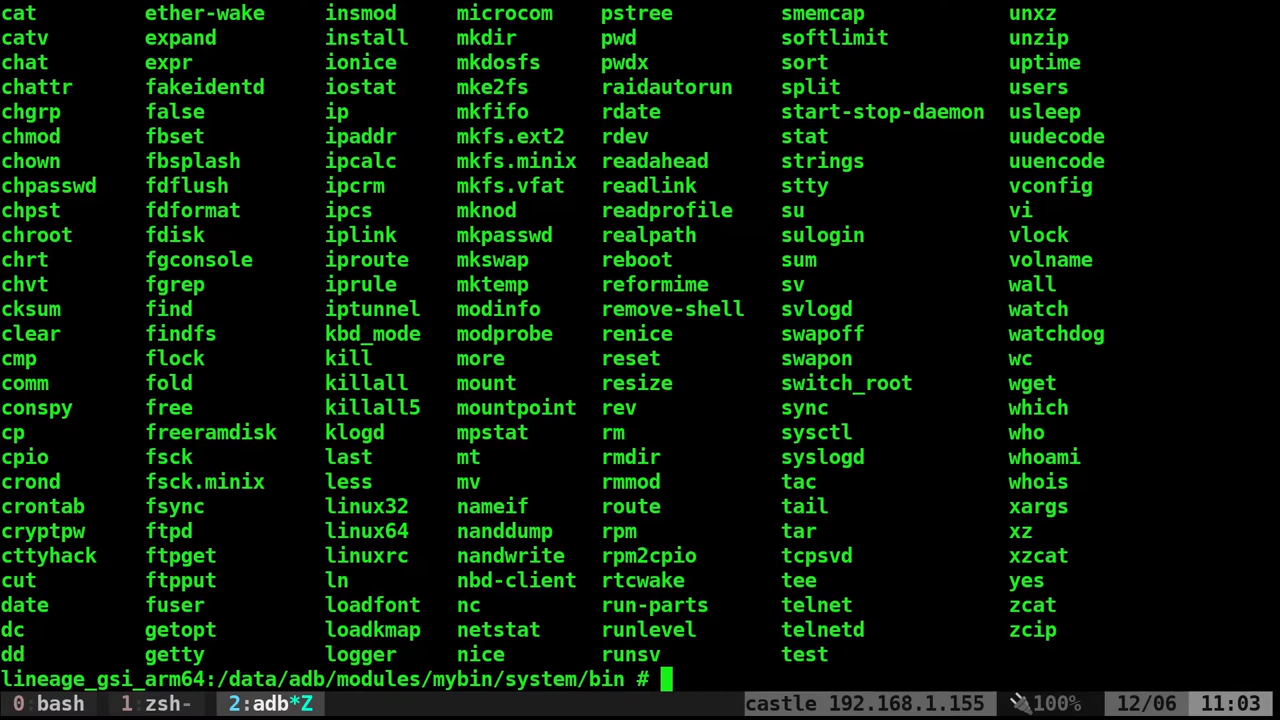 cat ether-wake insmod microcom pstree smemcap unxz
catv expand install mkdir pwd softlimit unzip
chat expr ionice mkdosfs pwdx sort uptime
chattr fakeidentd iostat mke2fs raidautorun split users
chgrp false ip mkfifo rdate start-stop-daemon usleep
chmod fbset ipaddr mkfs.ext2 rdev stat uudecode
chown fbsplash ipcalc mkfs.minix readahead strings uuencode
chpasswd fdflush ipcrm mkfs.vfat readlink stty vconfig
chpst fdformat ipcs mknod readprofile su vi
chroot fdisk iplink mkpasswd realpath sulogin vlock
chrt fgconsole iproute mkswap reboot sum volname
chvt fgrep iprule mktemp reformime sv wall
cksum find iptunnel modinfo remove-shell svlogd watch
clear findfs kbd_mode modprobe renice swapoff watchdog
cmp flock kill more reset swapon wc
comm fold killall mount resize switch_root wget
conspy free killall5 mountpoint rev sync which
cp freeramdisk klogd mpstat rm sysctl who
cpio fsck last mt rmdir syslogd whoami
crond fsck.minix less mv rmmod tac whois
crontab fsync linux32 nameif route tail xargs
cryptpw ftpd linux64 nanddump rpm tar xz
cttyhack ftpget linuxrc nandwrite rpm2cpio tcpsvd xzcat
cut ftpput ln nbd-client rtcwake tee yes
date fuser loadfont nc run-parts telnet zcat
dc getopt loadkmap netstat runlevel telnetd zcip
dd getty logger nice runsv test
lineage_gsi_arm64:/data/adb/modules/mybin/system/bin #
0:bash 1:zsh- 2:adb*Z castle 192.168.1.155 🔌100% 12/06 11:03